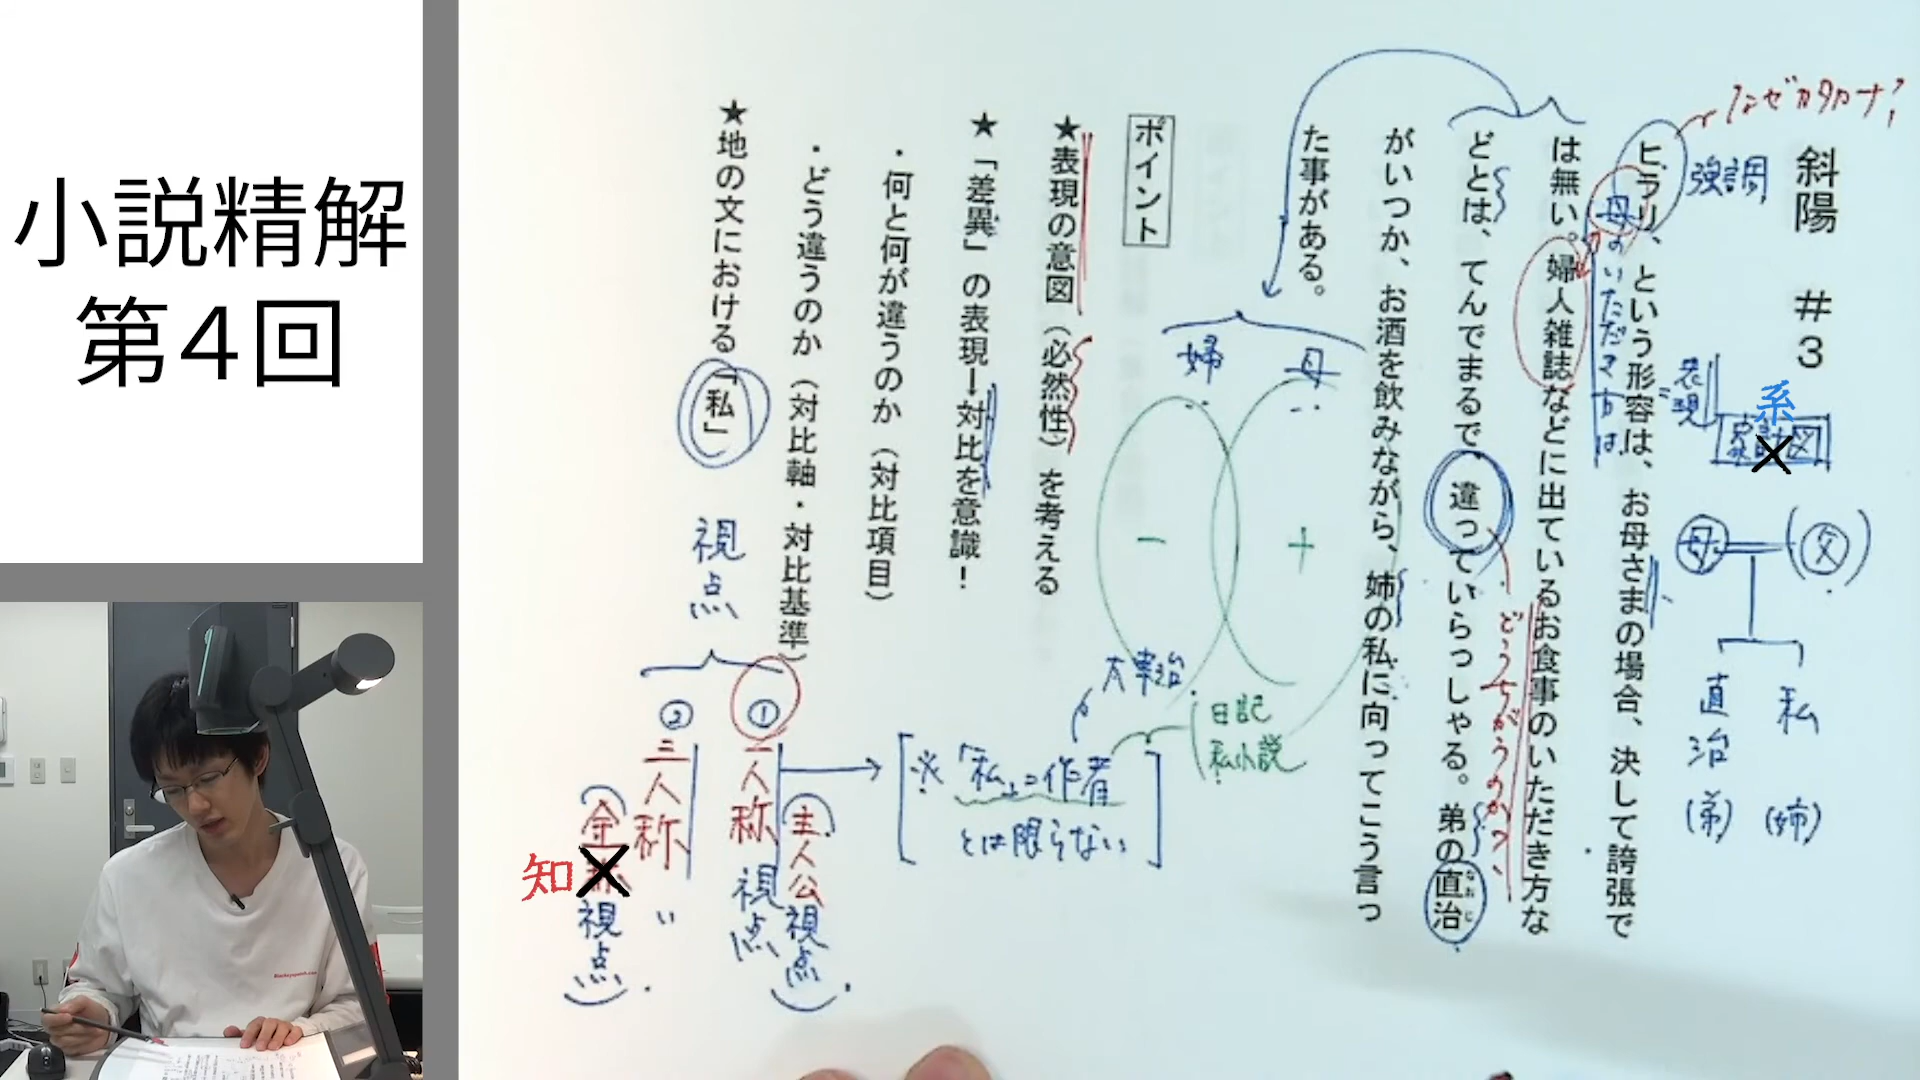 小説精解
第4回
斜陽 #3
ヒラリ、という形容は、お母さまの場合、決して誇張で
は無い。婦人雑誌などに出ているお食事のいただき方な
どとは、てんでまるで違っていらっしゃる。弟の直治
なおじ
がいつか、お酒を飲みながら、姉の私に向ってこう言っ
た事がある。
なぜカタカナ?
強調
表現
系
家計図
母
(父)
私
(姉)
直治
(弟)
母のいただき方は
どうちがうのか?
母
+
婦
-
ポイント
★表現の意図(必然性)を考える
★「差異」の表現→対比を意識!
・何と何が違うのか(対比項目)
・どう違うのか(対比軸・対比基準)
★地の文における「私」
視点
①一人称視点
(主人公視点)
②三人称〃
(全 視点)
知
※「私」=作者
とは限らない
太宰治
日記
私小説